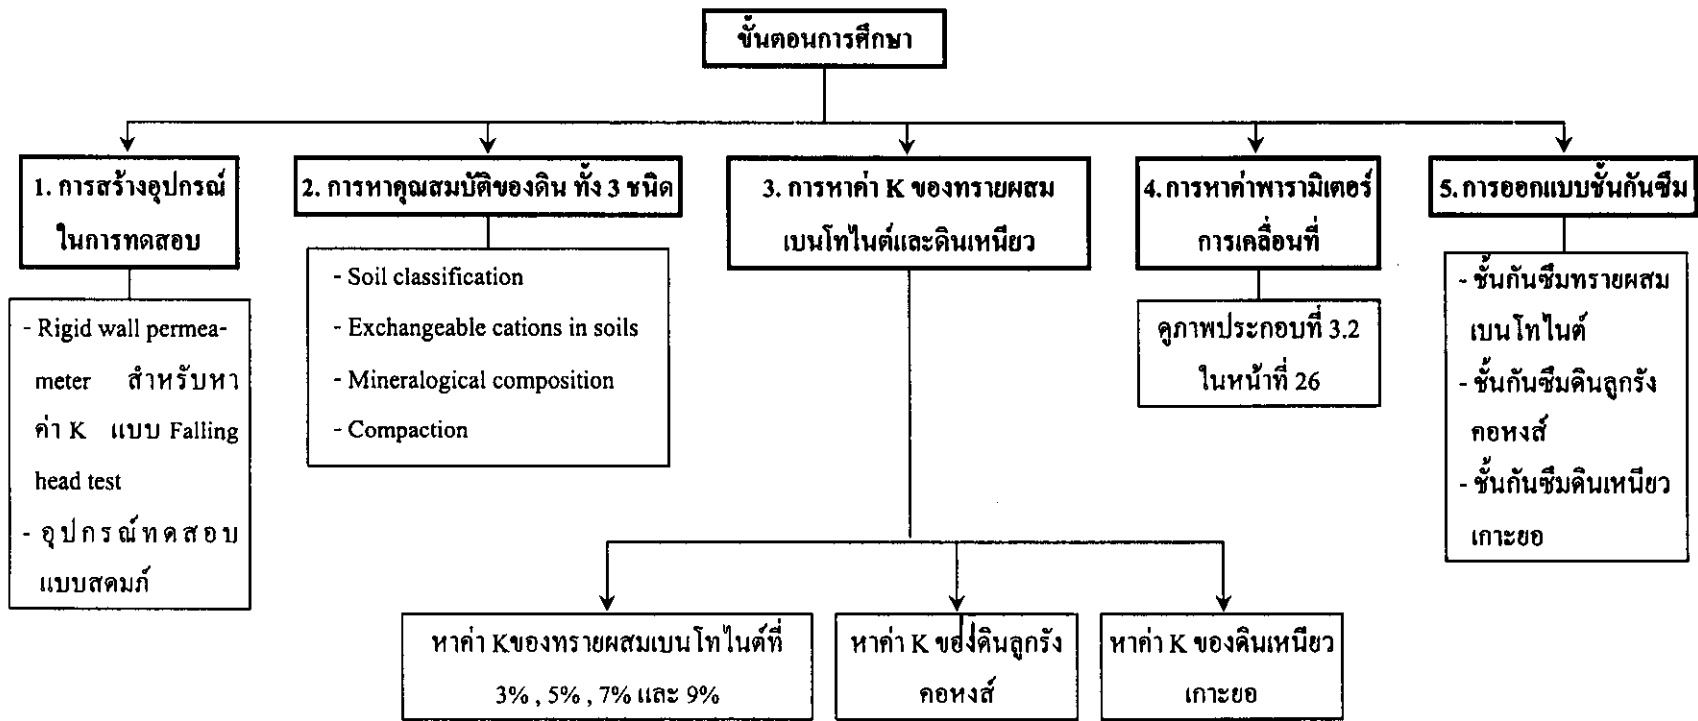 ขั้นตอนการศึกษา
1. การสร้างอุปกรณ์
ในการทดสอบ
- Rigid wall permea-
meter สำหรับหา
ค่า K แบบ Falling
head test
- อุปกรณ์ทดสอบ
แบบสดมภ์
2. การหาคุณสมบัติของดิน ทั้ง 3 ชนิด
- Soil classification
- Exchangeable cations in soils
- Mineralogical composition
- Compaction
3. การหาค่า K ของทรายผสม
เบนโทไนต์และดินเหนียว
หาค่า Kของทรายผสมเบนโทไนต์ที่
3% , 5% , 7% และ 9%
หาค่า K ของดินลูกรัง
คอหงส์
หาค่า K ของดินเหนียว
เกาะยอ
4. การหาค่าพารามิเตอร์
การเคลื่อนที่
ดูภาพประกอบที่ 3.2
ในหน้าที่ 26
5. การออกแบบชั้นกันซึม
- ชั้นกันซึมทรายผสม
เบนโทไนต์
- ชั้นกันซึมดินลูกรัง
คอหงส์
- ชั้นกันซึมดินเหนียว
เกาะยอ